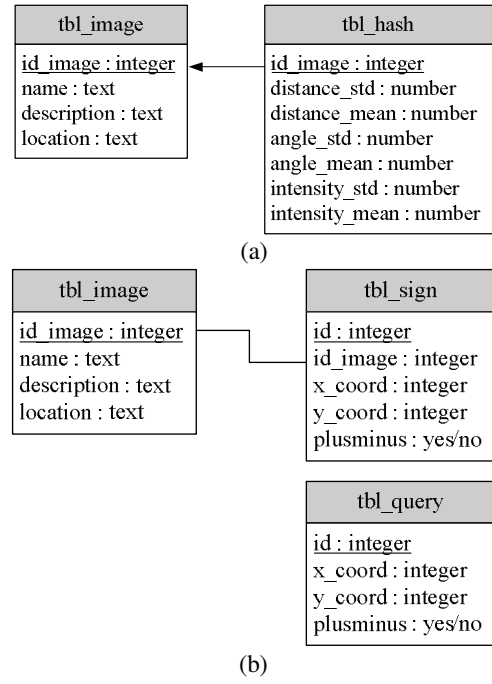 tbl_image
id_image : integer
name : text
description : text
location : text
tbl_hash
id_image : integer
distance_std : number
distance_mean : number
angle_std : number
angle_mean : number
intensity_std : number
intensity_mean : number
(a)
tbl_image
id_image : integer
name : text
description : text
location : text
tbl_sign
id : integer
id_image : integer
x_coord : integer
y_coord : integer
plusminus : yes/no
tbl_query
id : integer
x_coord : integer
y_coord : integer
plusminus : yes/no
(b)